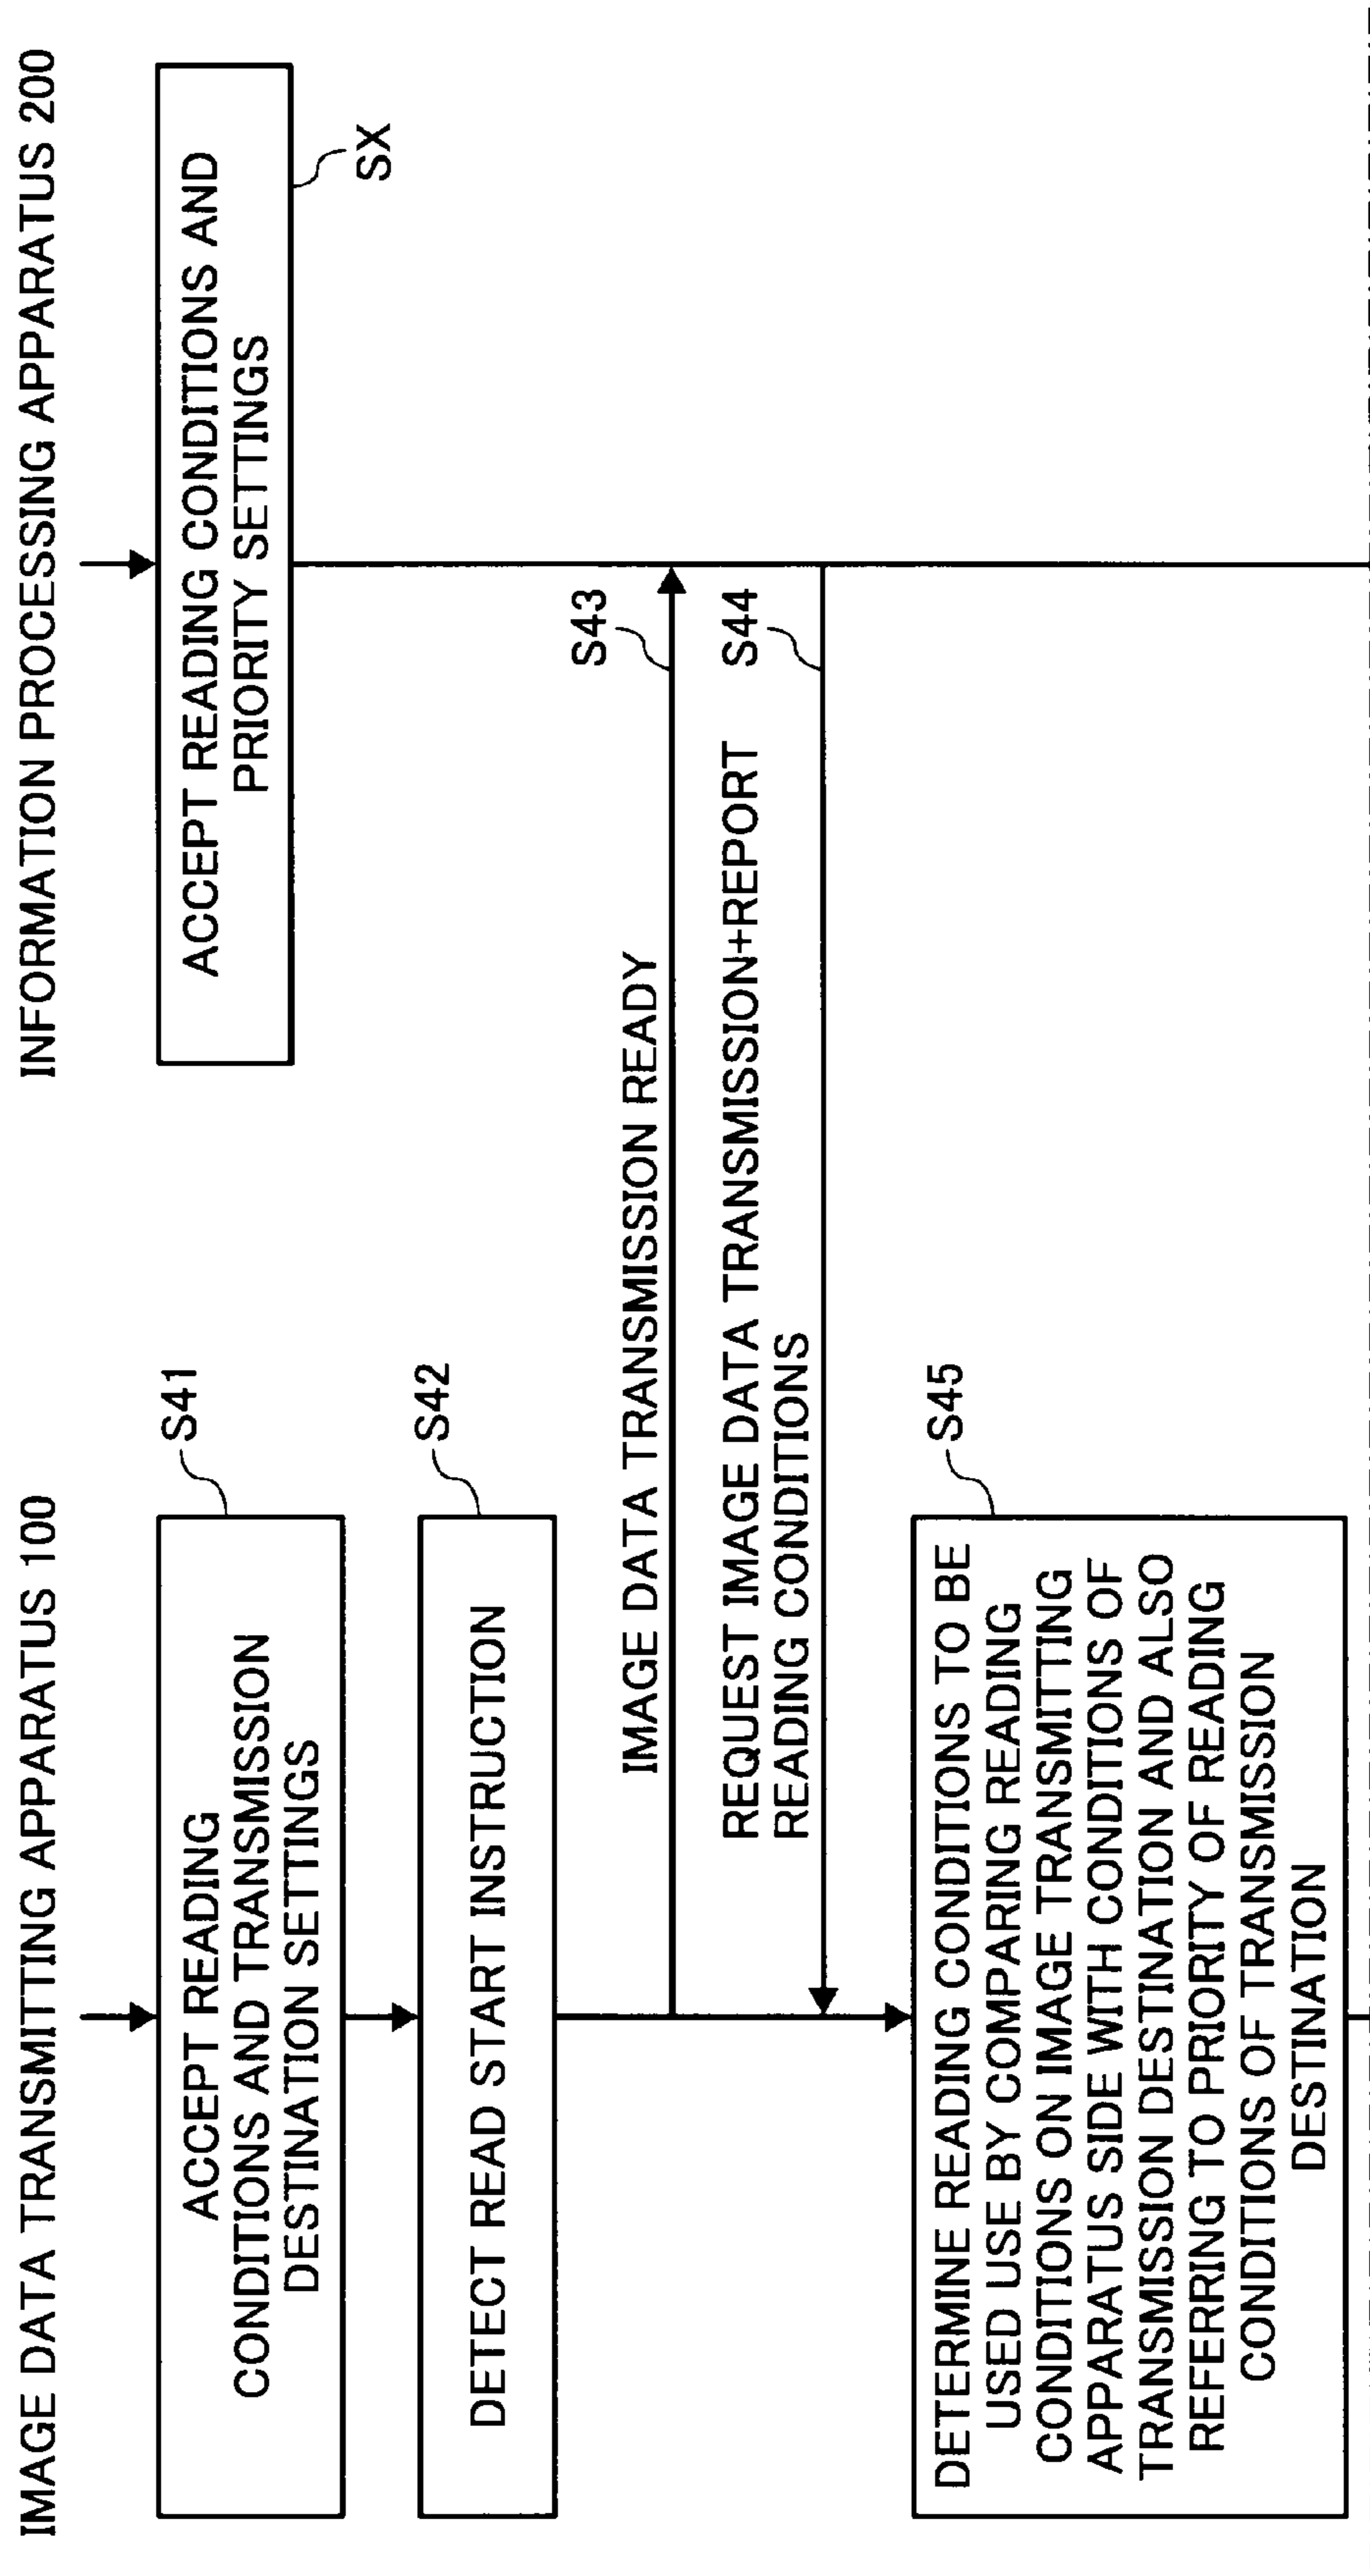 IMAGE DATA TRANSMITTING APPARATUS 100
INFORMATION PROCESSING APPARATUS 200
ACCEPT READING
CONDITIONS AND TRANSMISSION
DESTINATION SETTINGS
S41
ACCEPT READING CONDITIONS AND
PRIORITY SETTINGS
SX
DETECT READ START INSTRUCTION
S42
IMAGE DATA TRANSMISSION READY
S43
REQUEST IMAGE DATA TRANSMISSION+REPORT
READING CONDITIONS
S44
DETERMINE READING CONDITIONS TO BE
USED USE BY COMPARING READING
CONDITIONS ON IMAGE TRANSMITTING
APPARATUS SIDE WITH CONDITIONS OF
TRANSMISSION DESTINATION AND ALSO
REFERRING TO PRIORITY OF READING
CONDITIONS OF TRANSMISSION
DESTINATION
S45